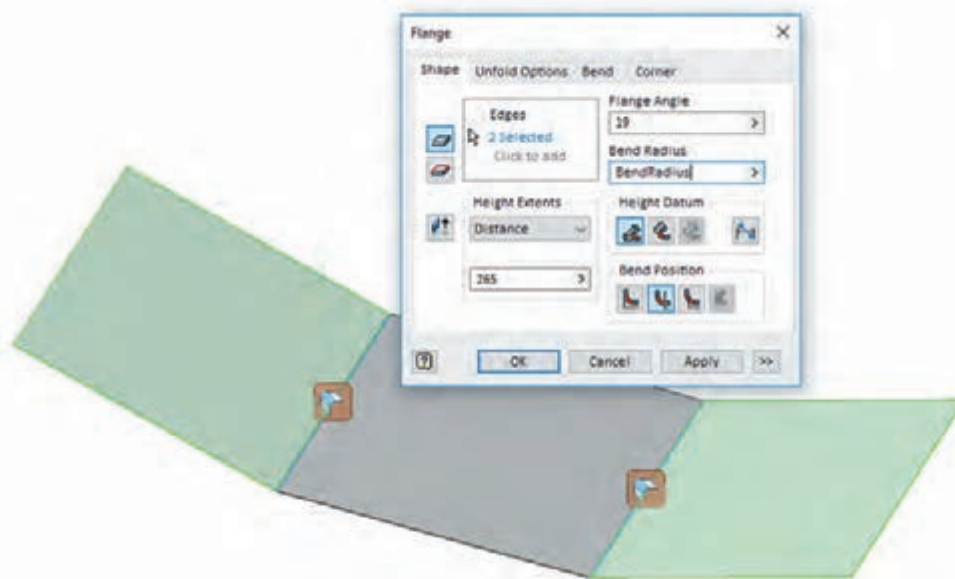 Flange
Shape Unfold Options Bend Corner
Edges
2 Selected
Click to add
Flange Angle
19
Bend Radius
BendRadius
Height Extents
Distance
265
Height Datum
Bend Position
OK Cancel Apply >>